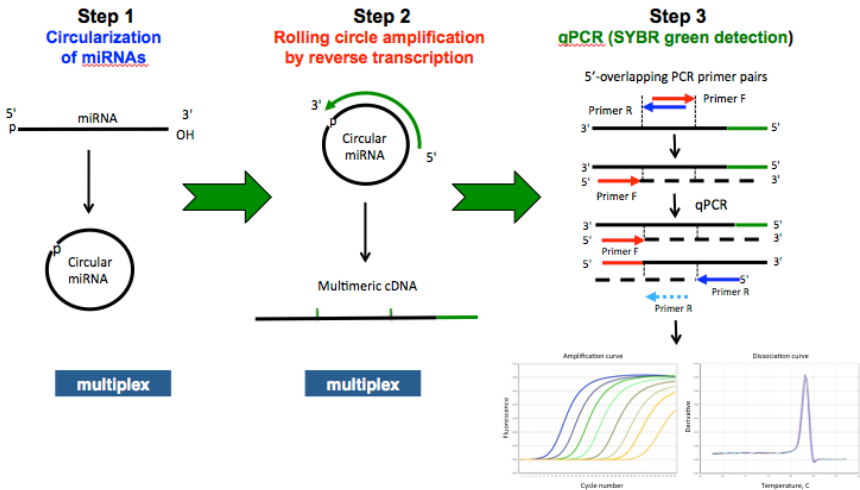 Step 1
Circularization
of miRNAs
5'
p
miRNA
3'
OH
p
Circular
miRNA
multiplex
Step 2
Rolling circle amplification
by reverse transcription
3'
p
Circular
miRNA
5'
Multimeric cDNA
multiplex
Step 3
qPCR (SYBR green detection)
5'-overlapping PCR primer pairs
Primer F
Primer R
3'
5'
3'
5'
5'
3'
Primer F
qPCR
3'
5'
5'
3'
Primer F
5'
3'
5'
Primer R
Primer R
Amplification curve
Fluorescence
Cycle number
Dissociation curve
Derivative
Temperature, C